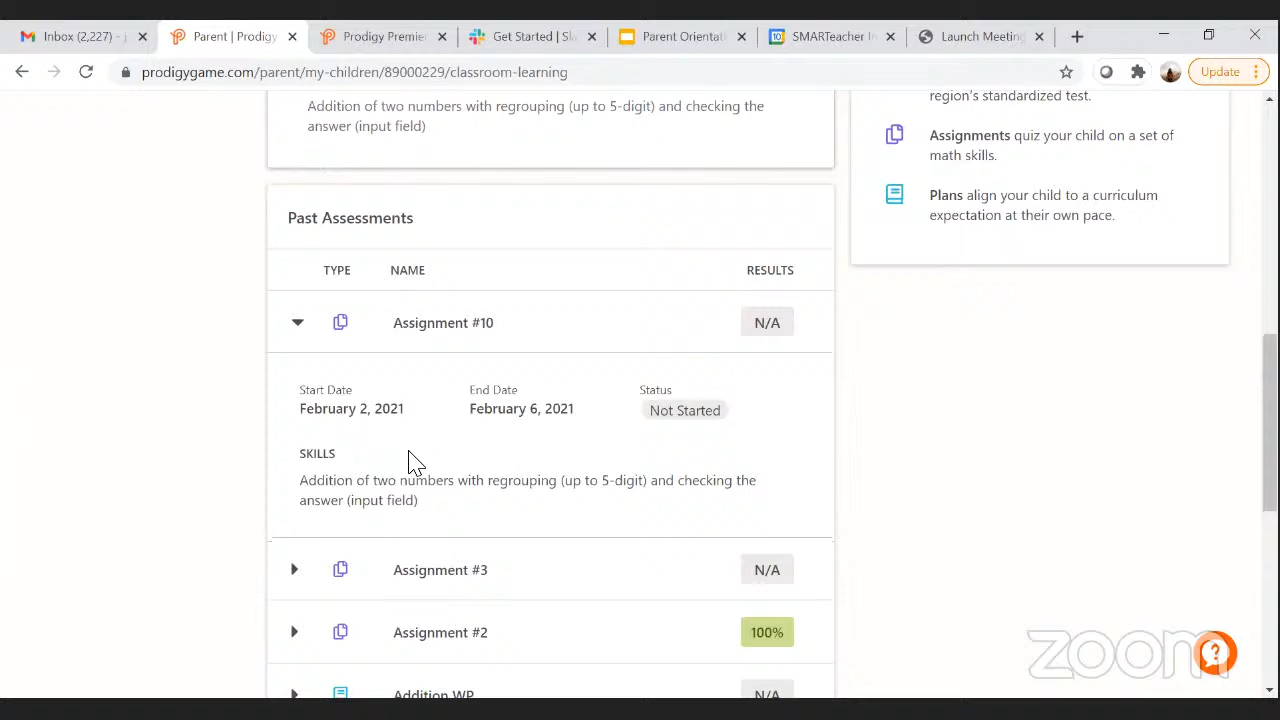 Inbox (2,227) - j
Parent | Prodigy
Prodigy Premie
Get Started | Sl
Parent Orientat
SMARTeacher In
Launch Meeting
prodigygame.com/parent/my-children/89000229/classroom-learning
Update
Addition of two numbers with regrouping (up to 5-digit) and checking the
answer (input field)
region's standardized test.
Assignments quiz your child on a set of
math skills.
Plans align your child to a curriculum
expectation at their own pace.
Past Assessments
TYPE NAME RESULTS
Assignment #10 N/A
Start Date End Date Status
February 2, 2021 February 6, 2021 Not Started
SKILLS
Addition of two numbers with regrouping (up to 5-digit) and checking the
answer (input field)
Assignment #3 N/A
Assignment #2 100%
Addition WP N/A
zoom